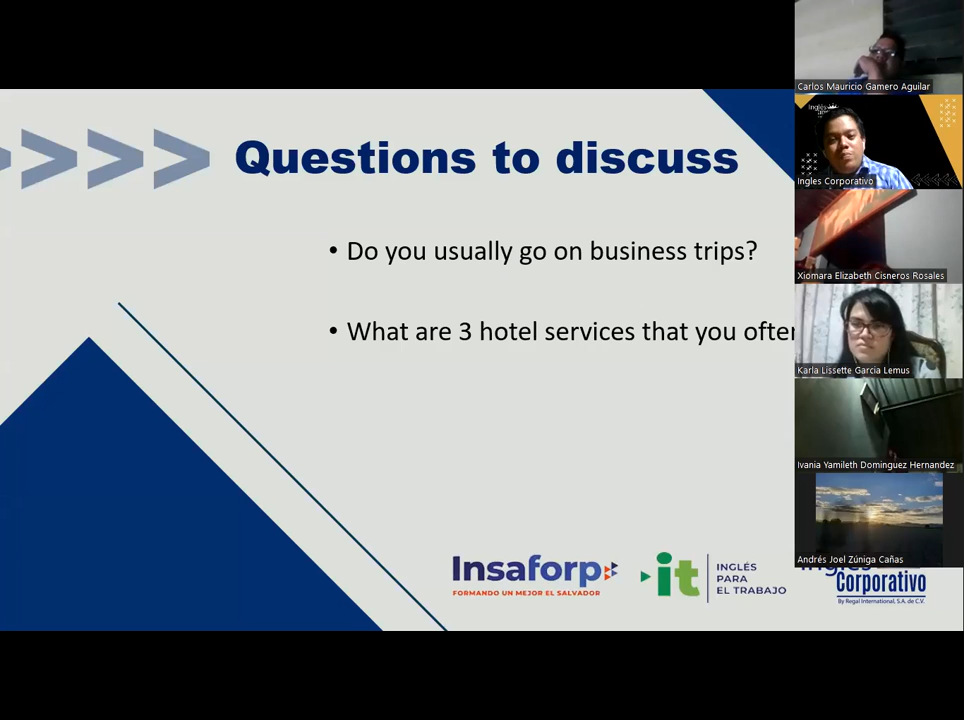 Questions to discuss
• Do you usually go on business trips?
• What are 3 hotel services that you often
Insaforp
FORMANDO UN MEJOR EL SALVADOR
it
INGLÉS
PARA
EL TRABAJO
Corporativo
By Regal International, S.A. de C.V.
Carlos Mauricio Gamero Aguilar
Ingles Corporativo
Xiomara Elizabeth Cisneros Rosales
Karla Lissette Garcia Lemus
Ivania Yamileth Dominguez Hernandez
Andrés Joel Zúniga Cañas